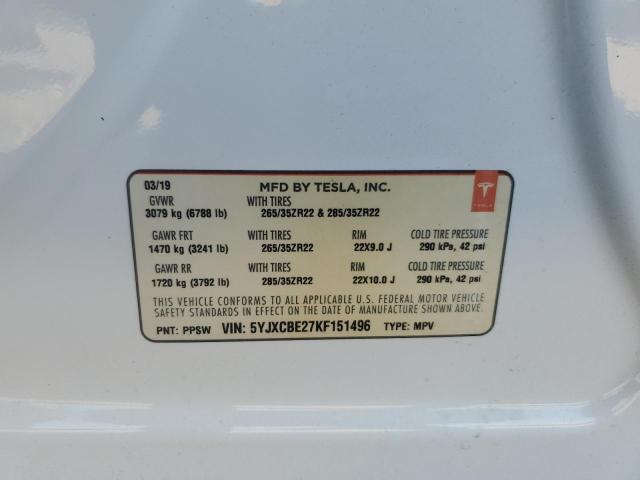 03/19 MFD BY TESLA, INC.
GVWR WITH TIRES
3079 kg (6788 lb) 265/35ZR22 & 285/35ZR22
GAWR FRT WITH TIRES RIM COLD TIRE PRESSURE
1470 kg (3241 lb) 265/35ZR22 22X9.0 J 290 kPa, 42 psi
GAWR RR WITH TIRES RIM COLD TIRE PRESSURE
1720 kg (3792 lb) 285/35ZR22 22X10.0 J 290 kPa, 42 psi
THIS VEHICLE CONFORMS TO ALL APPLICABLE U.S. FEDERAL MOTOR VEHICLE
SAFETY STANDARDS IN EFFECT ON THE DATE OF MANUFACTURE SHOWN ABOVE.
PNT: PPSW VIN: 5YJXCBE27KF151496 TYPE: MPV
TESLA